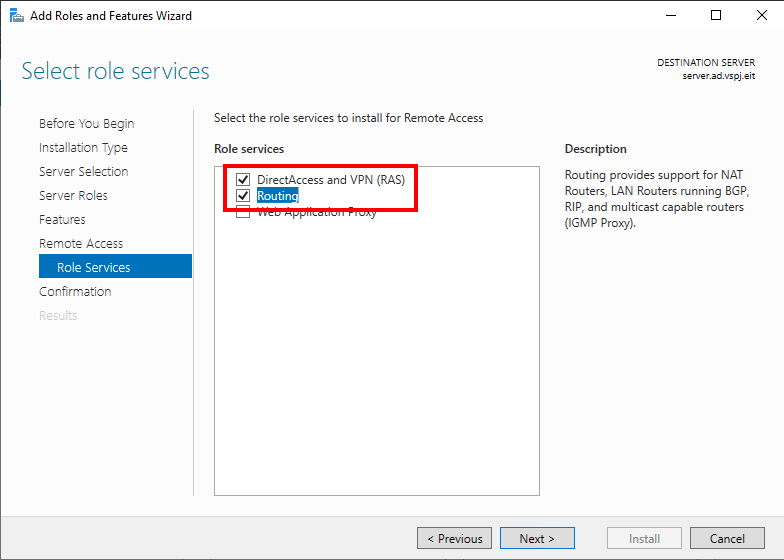 Add Roles and Features Wizard
Select role services
DESTINATION SERVER
server.ad.vspj.eit
Before You Begin
Installation Type
Server Selection
Server Roles
Features
Remote Access
Role Services
Confirmation
Results
Select the role services to install for Remote Access
Role services
DirectAccess and VPN (RAS)
Routing
Web Application Proxy
Description
Routing provides support for NAT
Routers, LAN Routers running BGP,
RIP, and multicast capable routers
(IGMP Proxy).
< Previous
Next >
Install
Cancel